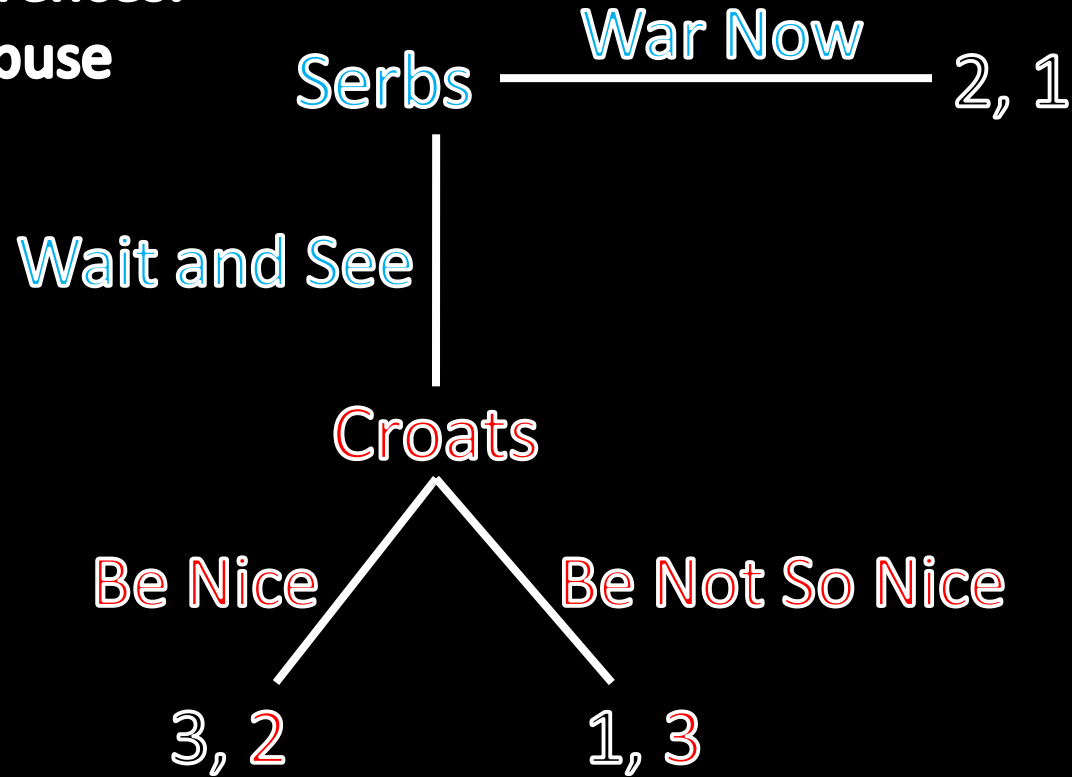 War Now
Serbs
2, 1
Wait and See
Croats
Be Nice
Be Not So Nice
3, 2
1, 3